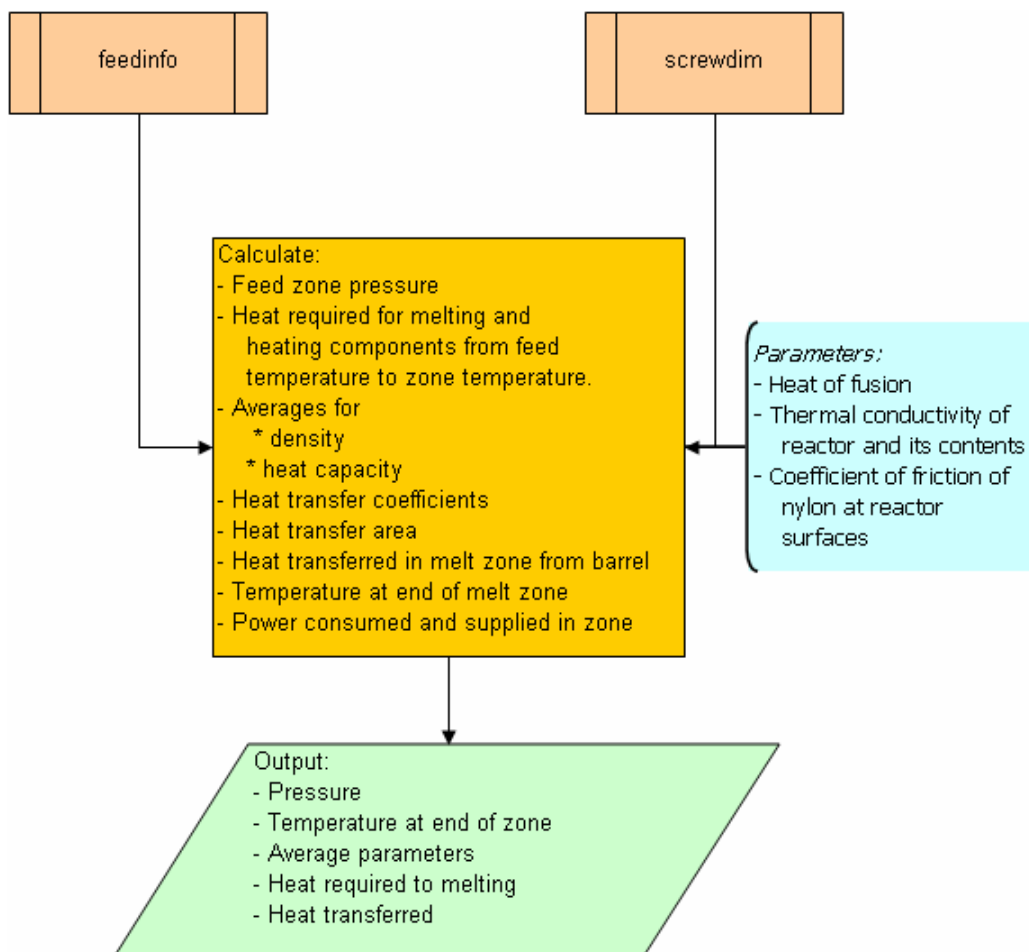 feedinfo
screwdim
Calculate:
- Feed zone pressure
- Heat required for melting and
heating components from feed
temperature to zone temperature.
- Averages for
* density
* heat capacity
- Heat transfer coefficients
- Heat transfer area
- Heat transferred in melt zone from barrel
- Temperature at end of melt zone
- Power consumed and supplied in zone
Parameters:
- Heat of fusion
- Thermal conductivity of
reactor and its contents
- Coefficient of friction of
nylon at reactor
surfaces
Output:
- Pressure
- Temperature at end of zone
- Average parameters
- Heat required to melting
- Heat transferred